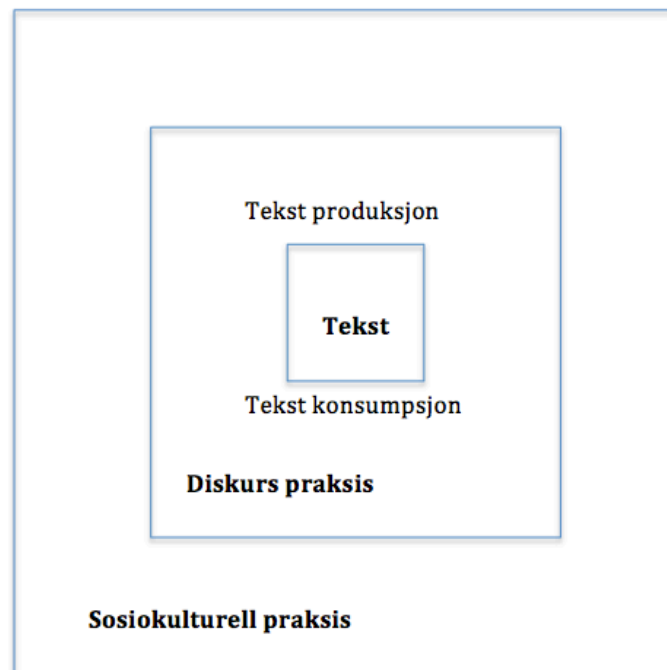 Tekst produksjon
Tekst
Tekst konsumpsjon
Diskurs praksis
Sosiokulturell praksis